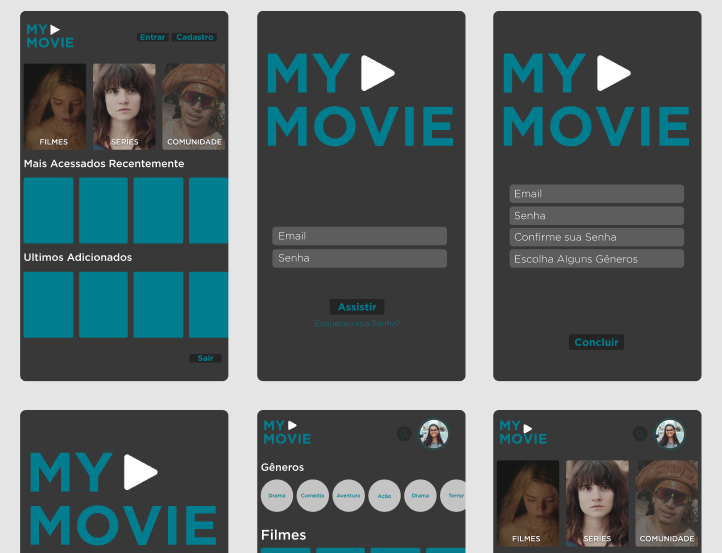 MY
MOVIE
Entrar Cadastro
FILMES SERIES COMUNIDADE
Mais Acessados Recentemente
Ultimos Adicionados
Sair
MY
MOVIE
Email
Senha
Assistir
Esqueceu sua Senha?
MY
MOVIE
Email
Senha
Confirme sua Senha
Escolha Alguns Gêneros
Concluir
MY
MOVIE
MY
MOVIE
Gêneros
Drama Comédia Aventura Ação Drama Terror
Filmes
MY
MOVIE
FILMES SERIES COMUNIDADE